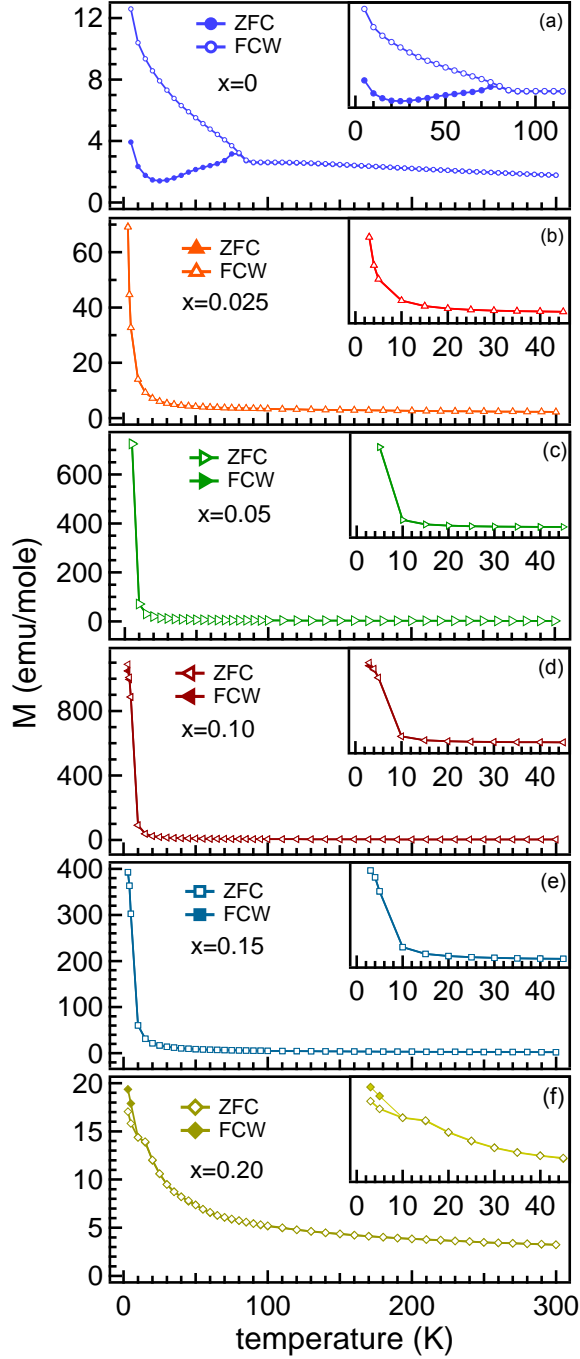 M (emu/mole)
12
8
4
0
ZFC
FCW
x=0
(a)
0 50 100
60
40
20
0
ZFC
FCW
x=0.025
(b)
0 10 20 30 40
600
400
200
0
ZFC
FCW
x=0.05
(c)
0 10 20 30 40
800
400
0
ZFC
FCW
x=0.10
(d)
0 10 20 30 40
400
300
200
100
0
ZFC
FCW
x=0.15
(e)
0 10 20 30 40
20
15
10
5
0
ZFC
FCW
x=0.20
(f)
0 10 20 30 40
0 100 200 300
temperature (K)